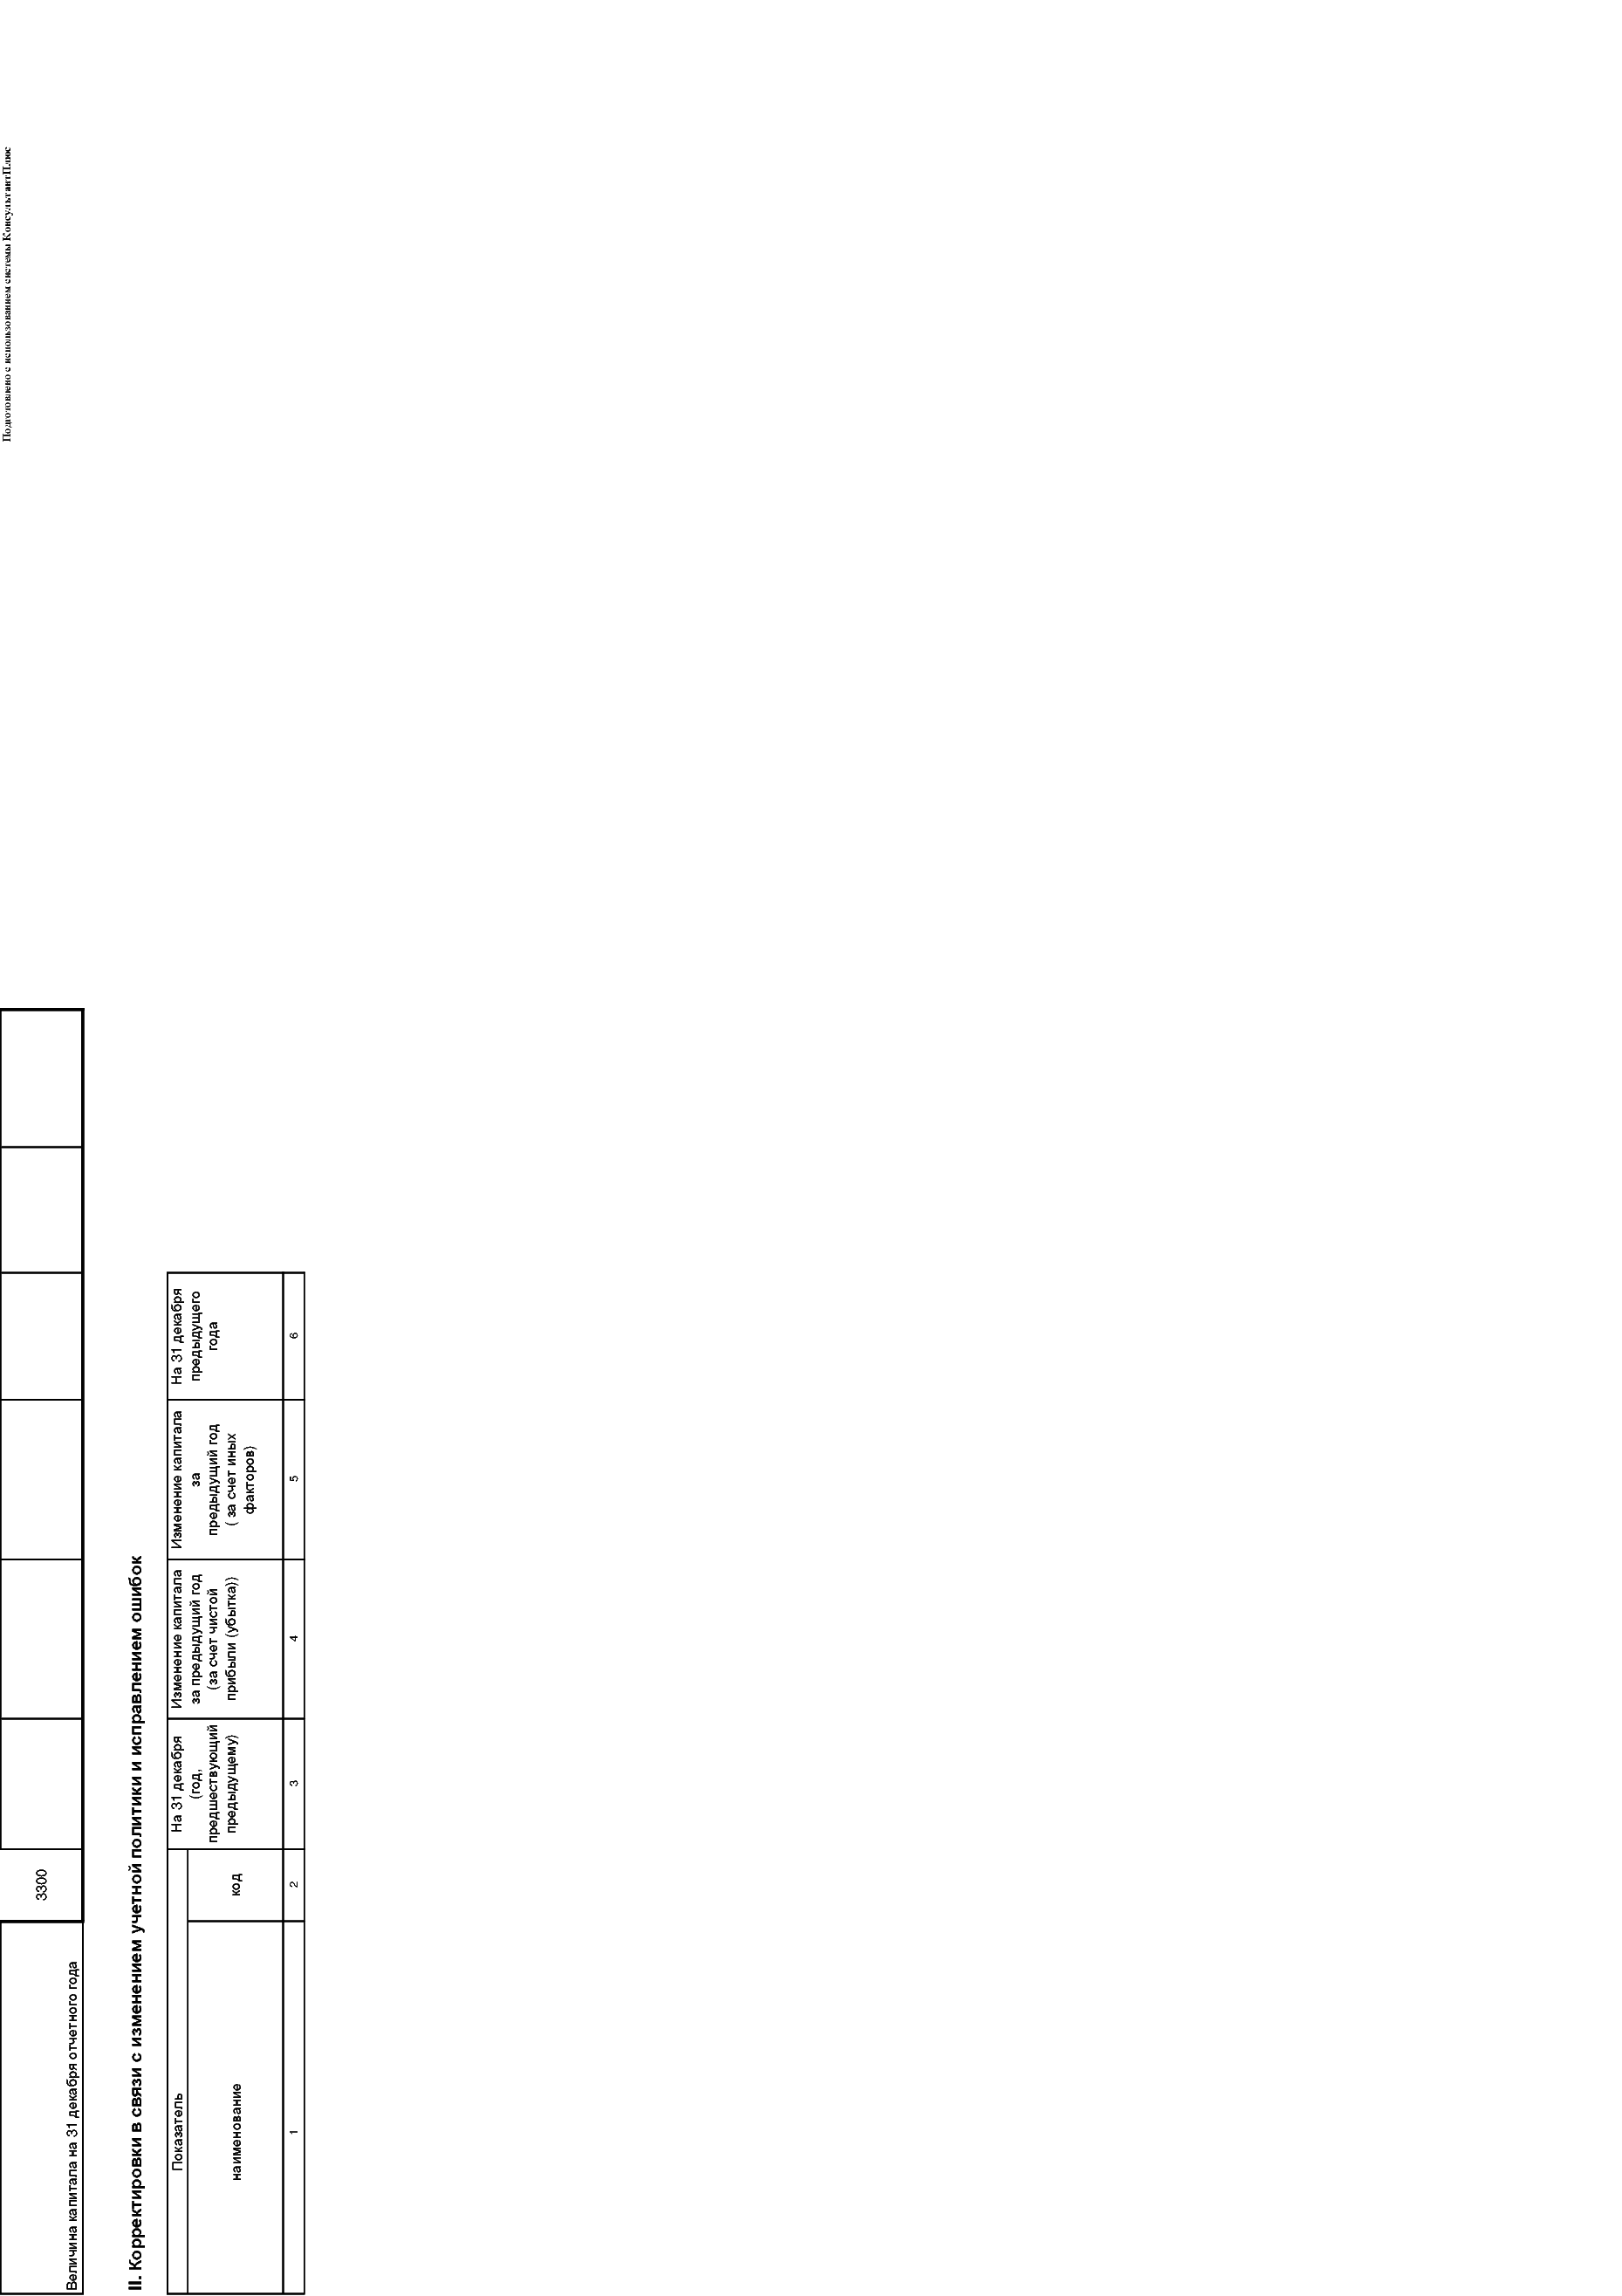 Подготовлено с использованием системы КонсультантПлюс
Величина капитала на 31 декабря отчетного года
3300
II. Корректировки в связи с изменением учетной политики и исправлением ошибок
Показатель
наименование
код
На 31 декабря
(год,
предшествующий
предыдущему)
Изменение капитала
за предыдущий год
(за счет чистой
прибыли (убытка))
Изменение капитала
за
предыдущий год
( за счет иных
факторов)
На 31 декабря
предыдущего
года
1
2
3
4
5
6